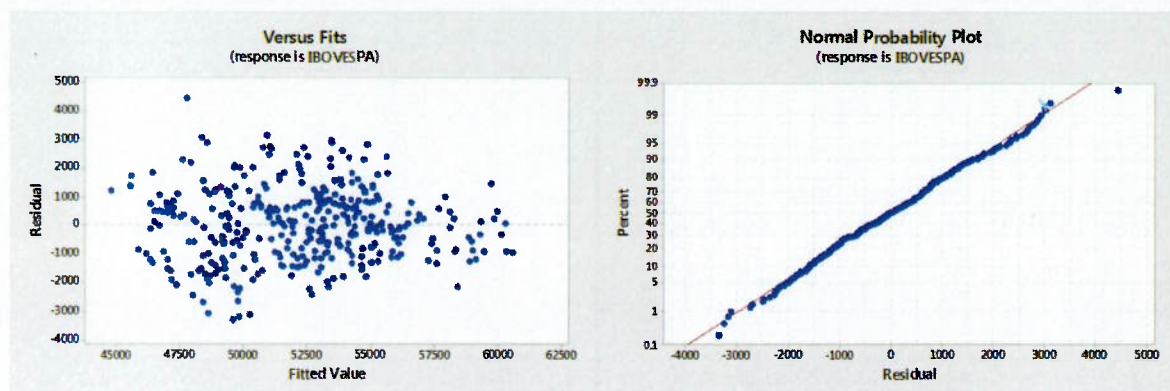 Versus Fits
(response is IBOVESPA)
5000
4000
3000
2000
1000
0
-1000
-2000
-3000
-4000
Residual
45000 47500 50000 52500 55000 57500 60000 62500
Fitted Value
Normal Probability Plot
(response is IBOVESPA)
99.9
99
95
90
80
70
60
50
40
30
20
10
5
1
0.1
Percent
-4000 -3000 -2000 -1000 0 1000 2000 3000 4000 5000
Residual